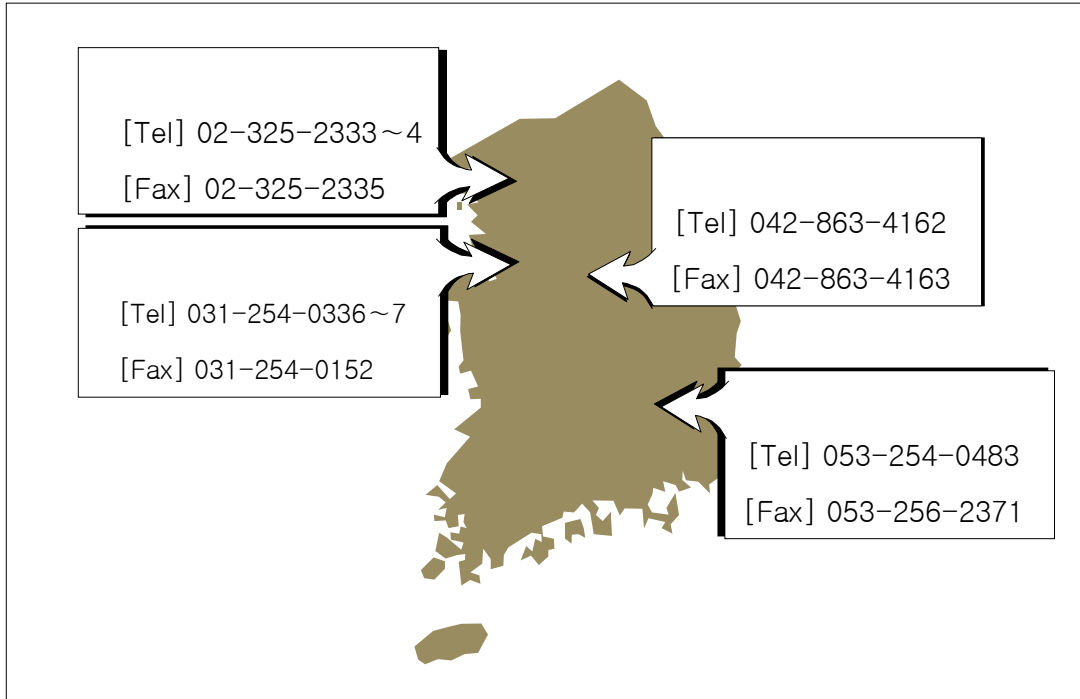 [Tel] 02-325-2333~4
[Fax] 02-325-2335
[Tel] 031-254-0336~7
[Fax] 031-254-0152
[Tel] 042-863-4162
[Fax] 042-863-4163
[Tel] 053-254-0483
[Fax] 053-256-2371